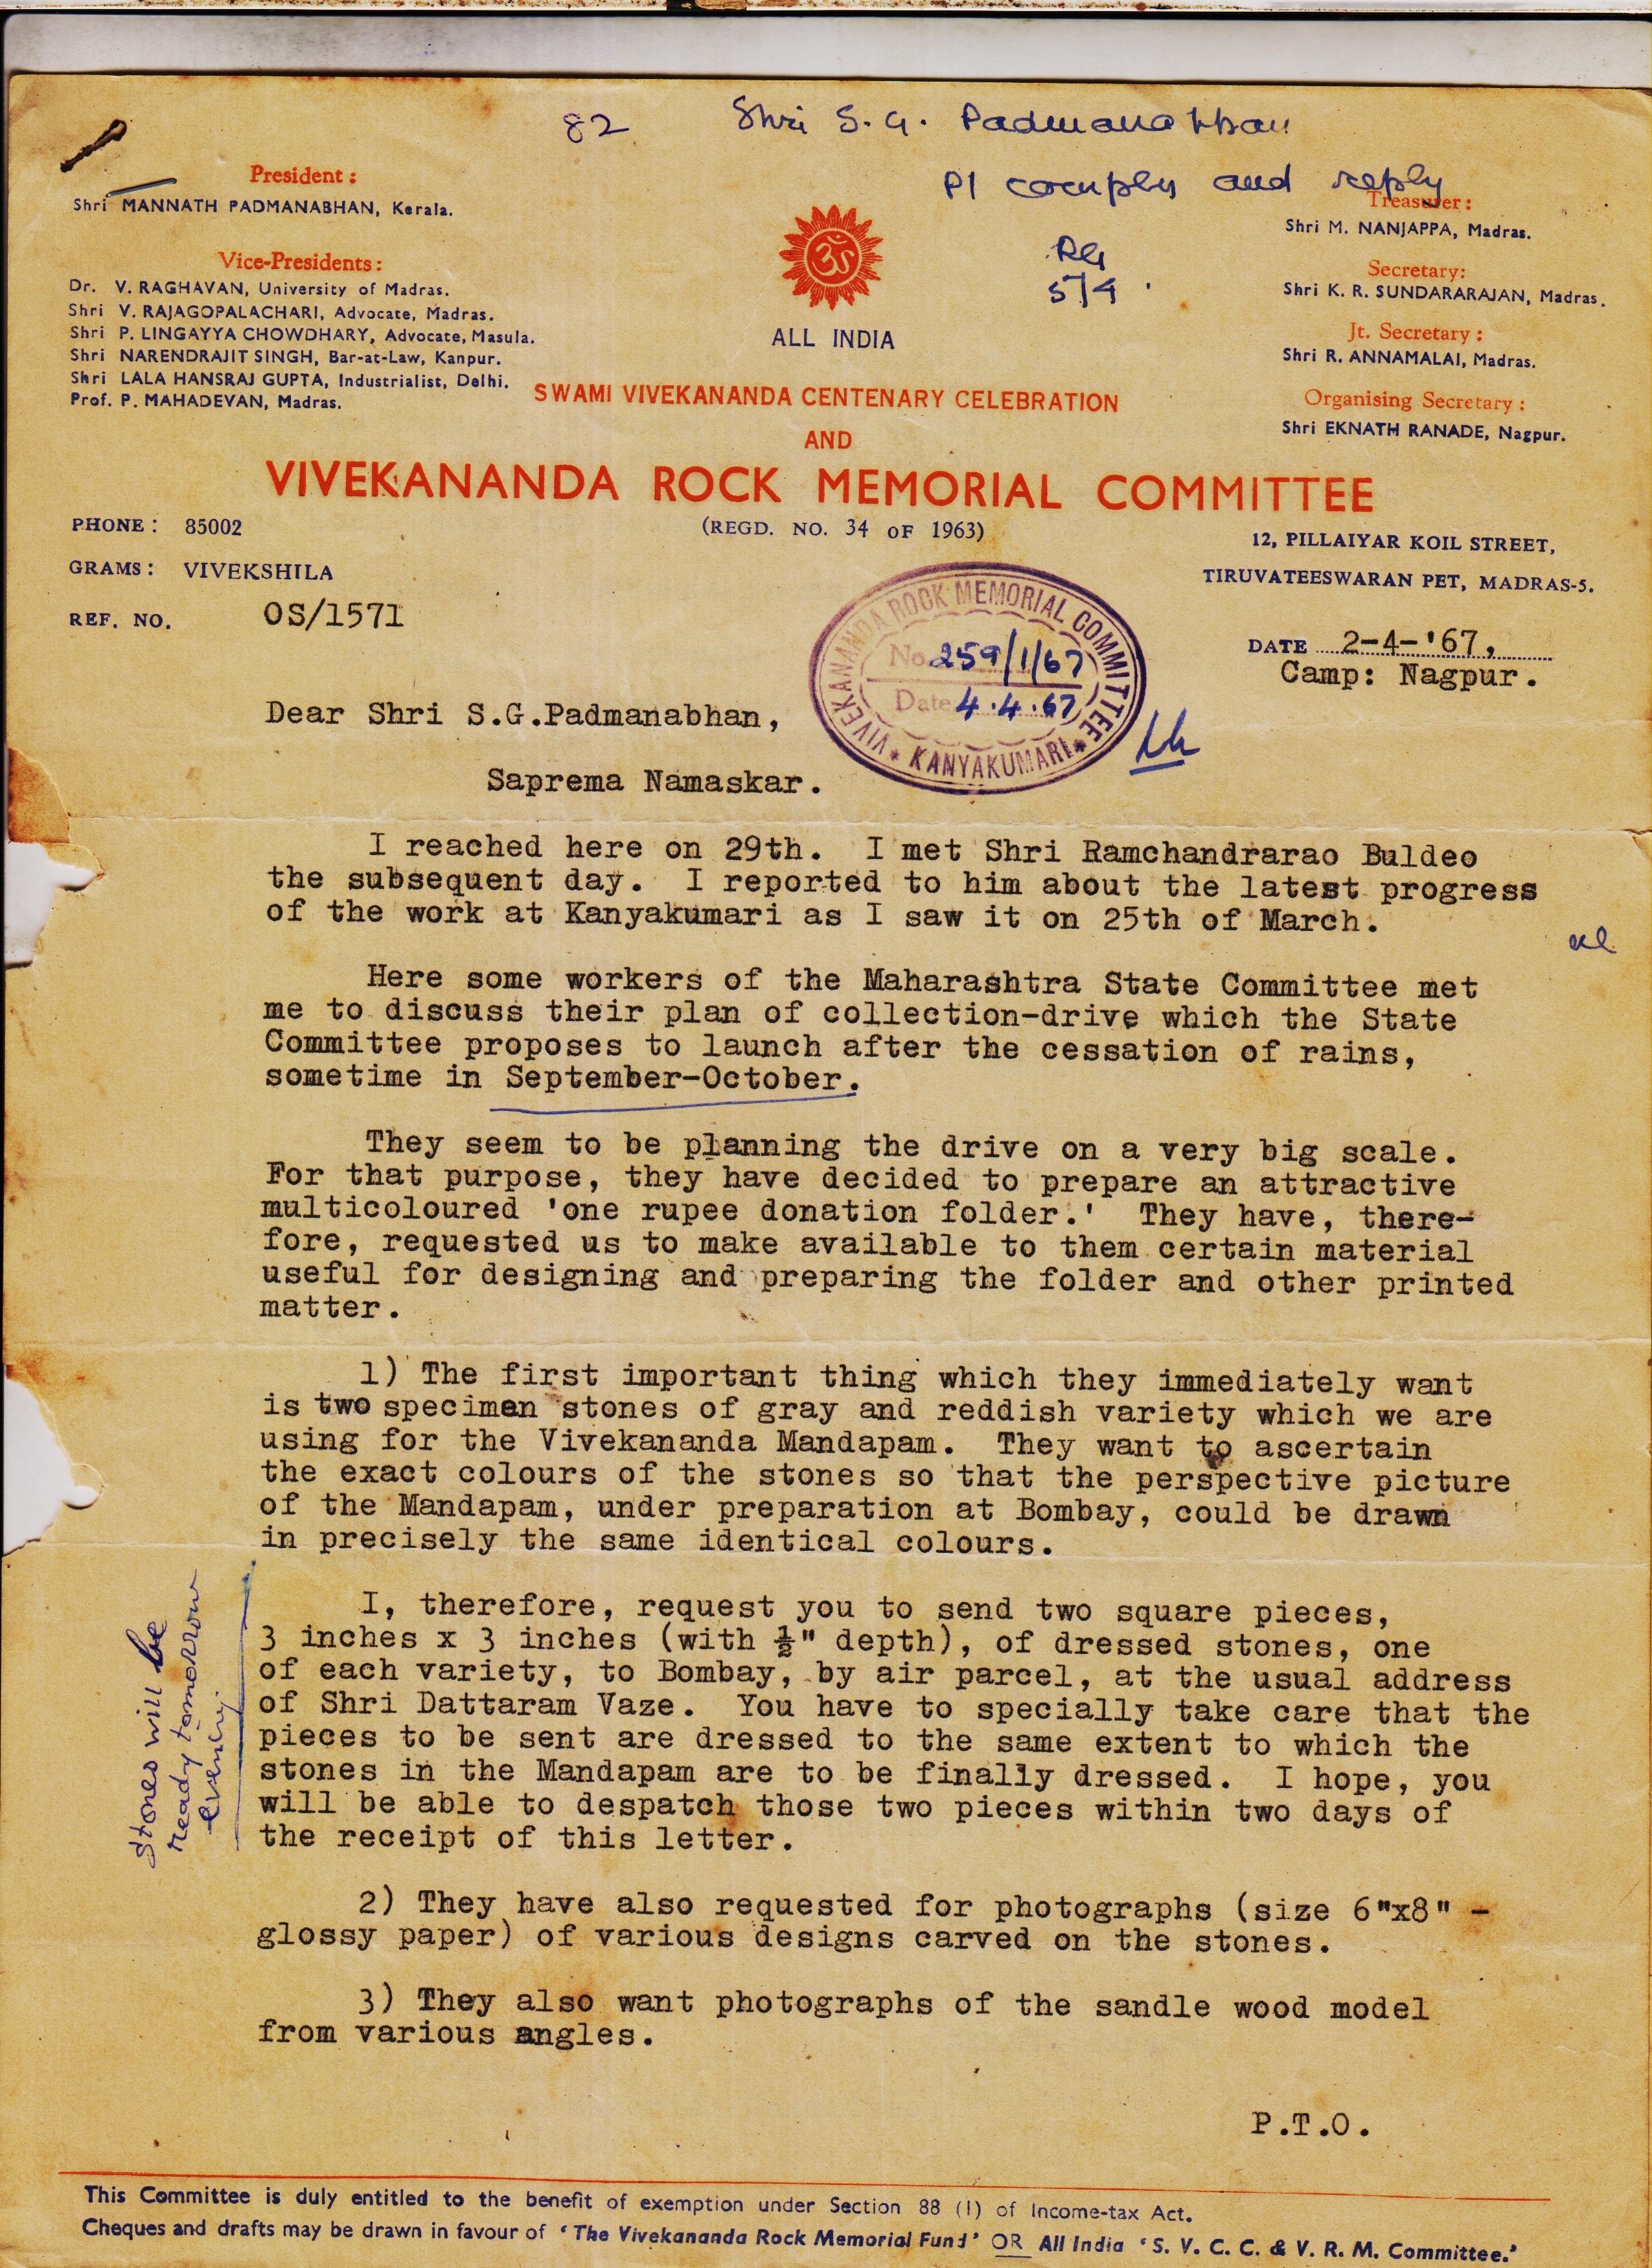 82 Shri S. G. Padmanabhan
Pl comply and reply
5/4
President :
Shri MANNATH PADMANABHAN, Kerala.
Vice-Presidents :
Dr. V. RAGHAVAN, University of Madras.
Shri V. RAJAGOPALACHARI, Advocate, Madras.
Shri P. LINGAYYA CHOWDHARY, Advocate, Masula.
Shri NARENDRAJIT SINGH, Bar-at-Law, Kanpur.
Shri LALA HANSRAJ GUPTA, Industrialist, Delhi.
Prof. P. MAHADEVAN, Madras.
Treasurer :
Shri M. NANJAPPA, Madras.
Secretary:
Shri K. R. SUNDARARAJAN, Madras.
Jt. Secretary :
Shri R. ANNAMALAI, Madras.
Organising Secretary :
Shri EKNATH RANADE, Nagpur.
ॐ
ALL INDIA
SWAMI VIVEKANANDA CENTENARY CELEBRATION
AND
VIVEKANANDA ROCK MEMORIAL COMMITTEE
(REGD. NO. 34 OF 1963)
PHONE : 85002
GRAMS : VIVEKSHILA
REF. NO. OS/1571
12, PILLAIYAR KOIL STREET,
TIRUVATEESWARAN PET, MADRAS-5.
DATE 2-4-'67,
Camp: Nagpur.
VIVEKANANDA ROCK MEMORIAL COMMITTEE
No. 259/1/67
Date 4.4.67
* KANYAKUMARI *
Dear Shri S.G.Padmanabhan,
Saprema Namaskar.
I reached here on 29th. I met Shri Ramchandrarao Buldeo
the subsequent day. I reported to him about the latest progress
of the work at Kanyakumari as I saw it on 25th of March.
Here some workers of the Maharashtra State Committee met
me to discuss their plan of collection-drive which the State
Committee proposes to launch after the cessation of rains,
sometime in September-October.
They seem to be planning the drive on a very big scale.
For that purpose, they have decided to prepare an attractive
multicoloured 'one rupee donation folder.' They have, there-
fore, requested us to make available to them certain material
useful for designing and preparing the folder and other printed
matter.
1) The first important thing which they immediately want
is two specimen stones of gray and reddish variety which we are
using for the Vivekananda Mandapam. They want to ascertain
the exact colours of the stones so that the perspective picture
of the Mandapam, under preparation at Bombay, could be drawn
in precisely the same identical colours.
I, therefore, request you to send two square pieces,
3 inches x 3 inches (with ½" depth), of dressed stones, one
of each variety, to Bombay, by air parcel, at the usual address
of Shri Dattaram Vaze. You have to specially take care that the
pieces to be sent are dressed to the same extent to which the
stones in the Mandapam are to be finally dressed. I hope, you
will be able to despatch those two pieces within two days of
the receipt of this letter.
Stones will be
ready tomorrow
evening.
2) They have also requested for photographs (size 6"x8" -
glossy paper) of various designs carved on the stones.
3) They also want photographs of the sandle wood model
from various angles.
P.T.O.
This Committee is duly entitled to the benefit of exemption under Section 88 (1) of Income-tax Act.
Cheques and drafts may be drawn in favour of 'The Vivekananda Rock Memorial Fund' OR All India 'S. V. C. C. & V. R. M. Committee.'